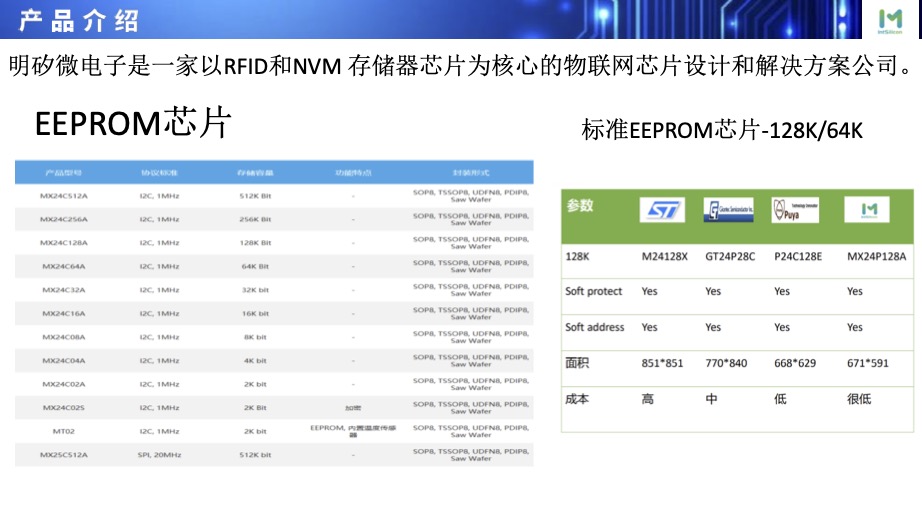 产品介绍
IntSilicon
明矽微电子是一家以RFID和NVM 存储器芯片为核心的物联网芯片设计和解决方案公司。
EEPROM芯片
产品型号 协议标准 存储容量 功能特点 封装形式
MX24C512A I2C, 1MHz 512K Bit - SOP8, TSSOP8, UDFN8, PDIP8, Saw Wafer
MX24C256A I2C, 1MHz 256K Bit - SOP8, TSSOP8, UDFN8, PDIP8, Saw Wafer
MX24C128A I2C, 1MHz 128K Bit - SOP8, TSSOP8, UDFN8, PDIP8, Saw Wafer
MX24C64A I2C, 1MHz 64K Bit - SOP8, TSSOP8, UDFN8, PDIP8, Saw Wafer
MX24C32A I2C, 1MHz 32K bit - SOP8, TSSOP8, UDFN8, PDIP8, Saw Wafer
MX24C16A I2C, 1MHz 16K bit - SOP8, TSSOP8, UDFN8, PDIP8, Saw Wafer
MX24C08A I2C, 1MHz 8K bit - SOP8, TSSOP8, UDFN8, PDIP8, Saw Wafer
MX24C04A I2C, 1MHz 4K bit - SOP8, TSSOP8, UDFN8, PDIP8, Saw Wafer
MX24C02A I2C, 1MHz 2K bit - SOP8, TSSOP8, UDFN8, PDIP8, Saw Wafer
MX24C02S I2C, 1MHz 2K Bit 加密 SOP8, TSSOP8, UDFN8, PDIP8, Saw Wafer
MT02 I2C, 1MHz 2K bit EEPROM, 内置温度传感器 SOP8, TSSOP8, UDFN8, PDIP8, Saw Wafer
MX25C512A SPI, 20MHz 512K bit - SOP8, TSSOP8, UDFN8, PDIP8, Saw Wafer
标准EEPROM芯片-128K/64K
参数 ST Giantec Semiconductor Inc. Puya
128K M24128X GT24P28C P24C128E MX24P128A
Soft protect Yes Yes Yes Yes
Soft address Yes Yes Yes Yes
面积 851*851 770*840 668*629 671*591
成本 高 中 低 很低